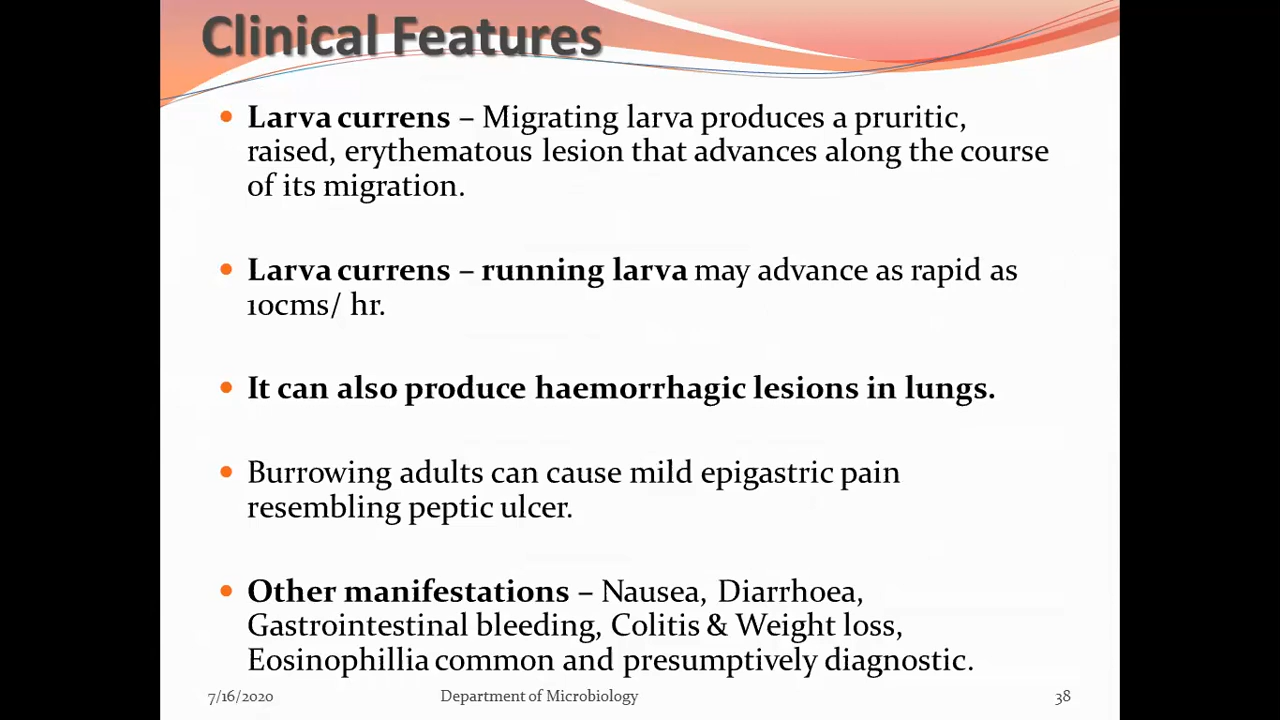 Clinical Features
• Larva currens – Migrating larva produces a pruritic,
raised, erythematous lesion that advances along the course
of its migration.
• Larva currens – running larva may advance as rapid as
10cms/ hr.
• It can also produce haemorrhagic lesions in lungs.
• Burrowing adults can cause mild epigastric pain
resembling peptic ulcer.
• Other manifestations – Nausea, Diarrhoea,
Gastrointestinal bleeding, Colitis & Weight loss,
Eosinophillia common and presumptively diagnostic.
7/16/2020 Department of Microbiology 38